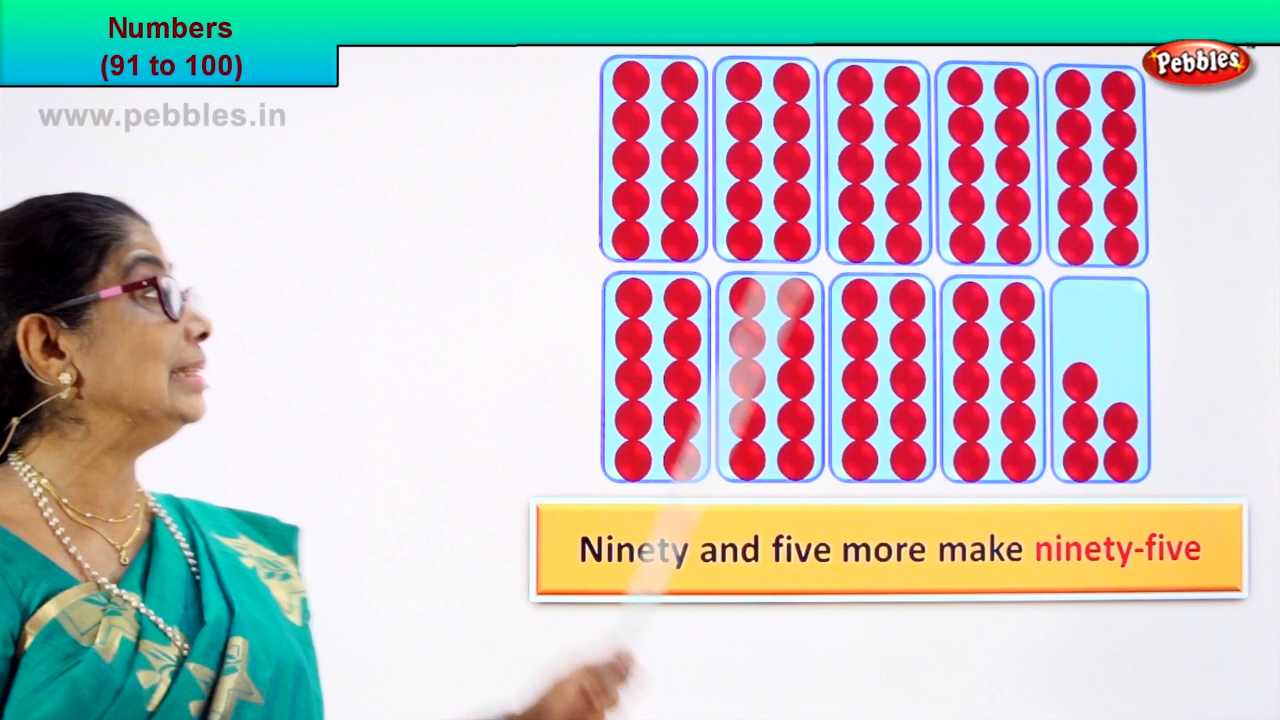 Numbers
(91 to 100)
Pebbles
www.pebbles.in
Ninety and five more make ninety-five